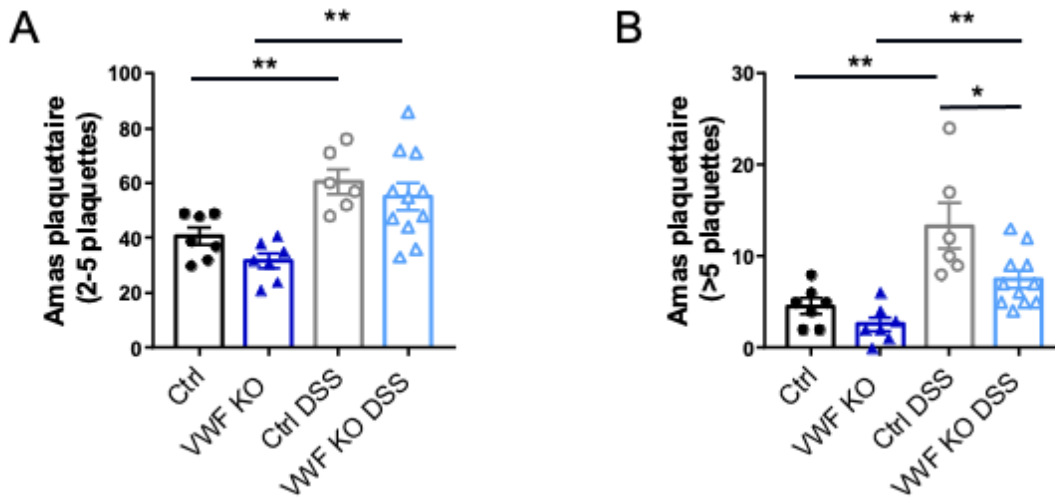 A
**
**
Amas plaquettaire
(2-5 plaquettes)
100
80
60
40
20
0
Ctrl
VWF KO
Ctrl DSS
VWF KO DSS
B
**
**
*
Amas plaquettaire
(>5 plaquettes)
30
20
10
0
Ctrl
VWF KO
Ctrl DSS
VWF KO DSS